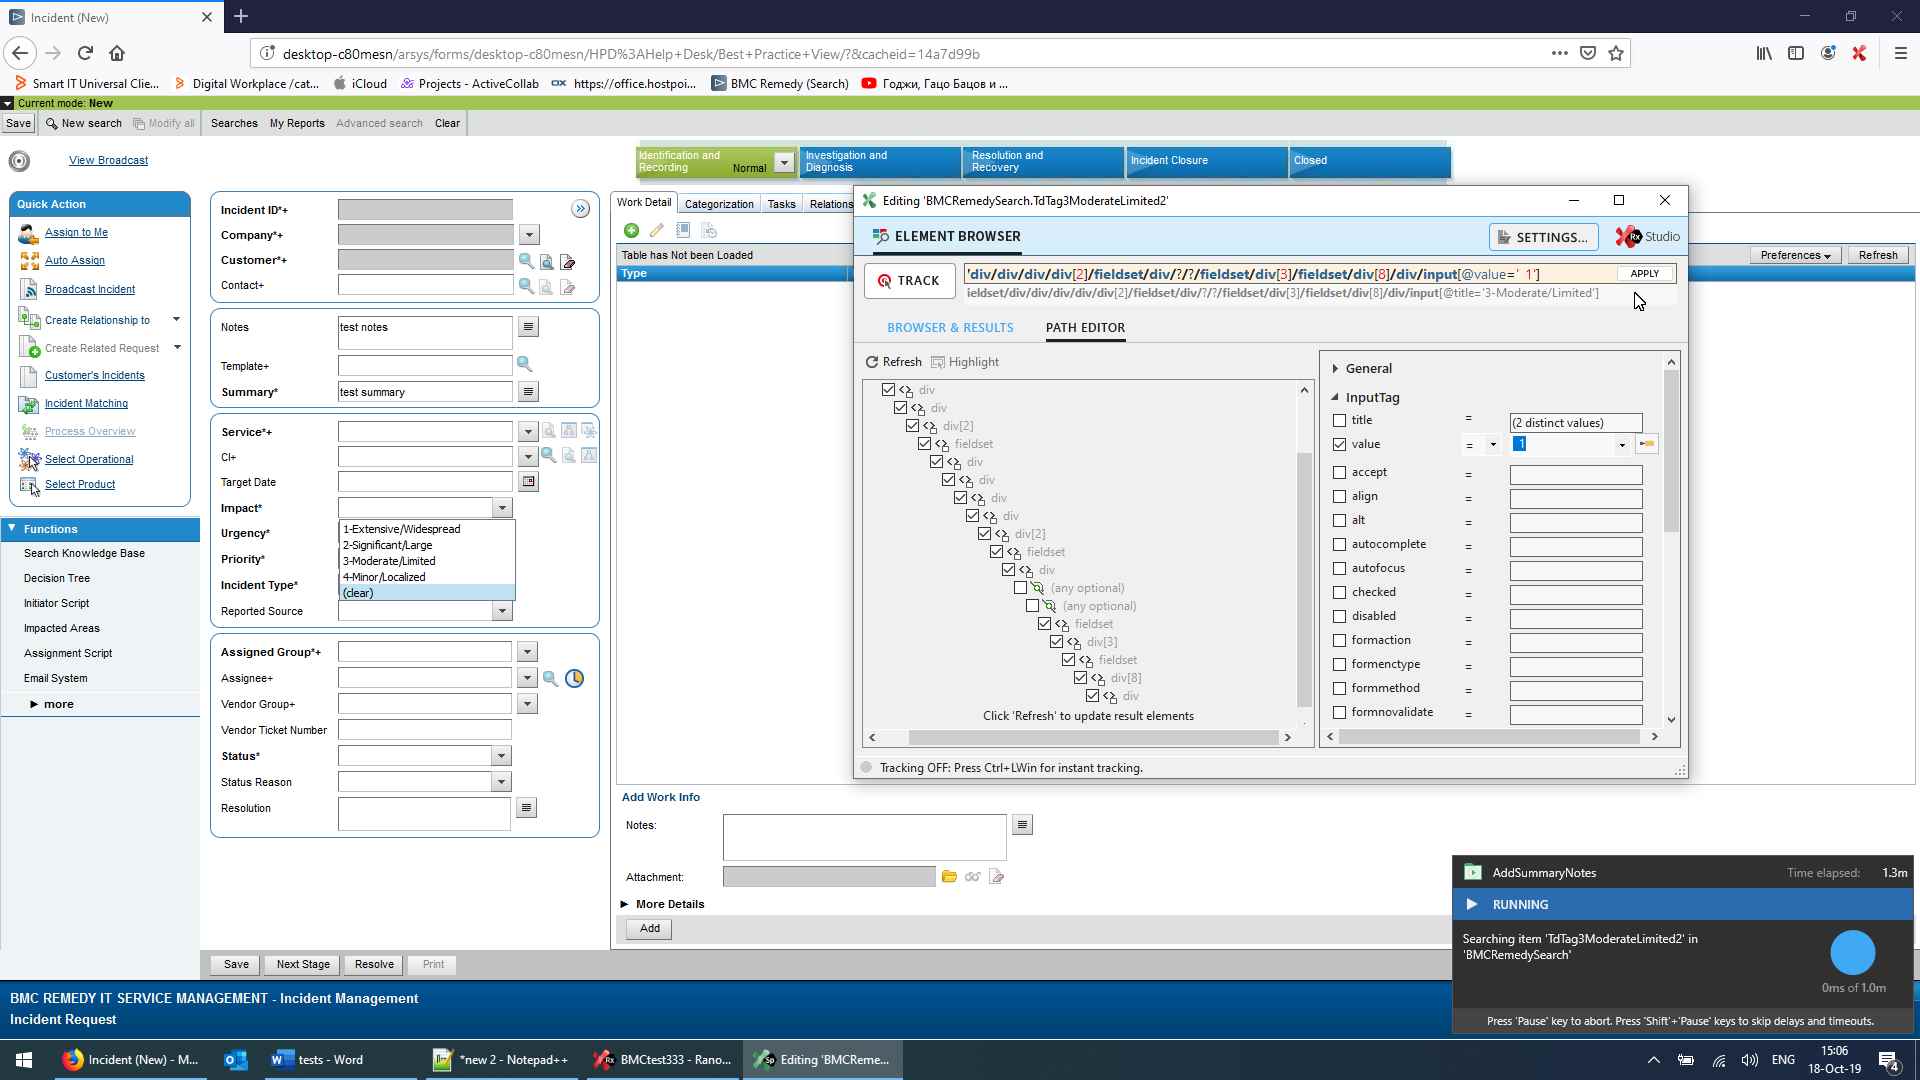 Incident (New)
desktop-c80mesn/arsys/forms/desktop-c80mesn/HPD%3AHelp+Desk/Best+Practice+View/?&cacheid=14a7d99b
Smart IT Universal Clie... Digital Workplace /cat... iCloud Projects - ActiveCollab https://office.hostpoi... BMC Remedy (Search) Годжи, Гацо Бацов и ...
Current mode: New
Save New search Modify all Searches My Reports Advanced search Clear
View Broadcast
Identification and Recording Normal
Investigation and Diagnosis
Resolution and Recovery
Incident Closure
Closed
Quick Action
Assign to Me
Auto Assign
Broadcast Incident
Create Relationship to
Create Related Request
Customer's Incidents
Incident Matching
Process Overview
Select Operational
Select Product
Functions
Search Knowledge Base
Decision Tree
Initiator Script
Impacted Areas
Assignment Script
Email System
more
Incident ID*+
Company*+
Customer*+
Contact+
Notes test notes
Template+
Summary* test summary
Service*+
CI+
Target Date
Impact*
Urgency*
Priority*
Incident Type*
Reported Source
1-Extensive/Widespread
2-Significant/Large
3-Moderate/Limited
4-Minor/Localized
(clear)
Assigned Group*+
Assignee+
Vendor Group+
Vendor Ticket Number
Status*
Status Reason
Resolution
Work Detail Categorization Tasks Relations
Table has Not been Loaded
Type
Preferences Refresh
Editing 'BMCRemedySearch.TdTag3ModerateLimited2'
ELEMENT BROWSER
SETTINGS... Rx Studio
TRACK
'div/div/div/div[2]/fieldset/div/?/?/fieldset/div[3]/fieldset/div[8]/div/input[@value=' 1'] APPLY
ieldset/div/div/div/div/div[2]/fieldset/div/?/?/fieldset/div[3]/fieldset/div[8]/div/input[@title='3-Moderate/Limited']
BROWSER & RESULTS PATH EDITOR
Refresh Highlight
div
div
div[2]
fieldset
div
div
div
div
div[2]
fieldset
div
(any optional)
(any optional)
fieldset
div[3]
fieldset
div[8]
div
Click 'Refresh' to update result elements
General
InputTag
title = (2 distinct values)
value = 1
accept =
align =
alt =
autocomplete =
autofocus =
checked =
disabled =
formaction =
formenctype =
formmethod =
formnovalidate =
Tracking OFF: Press Ctrl+LWin for instant tracking.
Add Work Info
Notes:
Attachment:
More Details
Add
Save Next Stage Resolve Print
BMC REMEDY IT SERVICE MANAGEMENT - Incident Management
Incident Request
AddSummaryNotes Time elapsed: 1.3m
RUNNING
Searching item 'TdTag3ModerateLimited2' in
'BMCRemedySearch'
0ms of 1.0m
Press 'Pause' key to abort. Press 'Shift'+'Pause' keys to skip delays and timeouts.
Incident (New) - M... tests - Word *new 2 - Notepad++ BMCtest333 - Rano... Editing 'BMCReme...
ENG
15:06
18-Oct-19
4